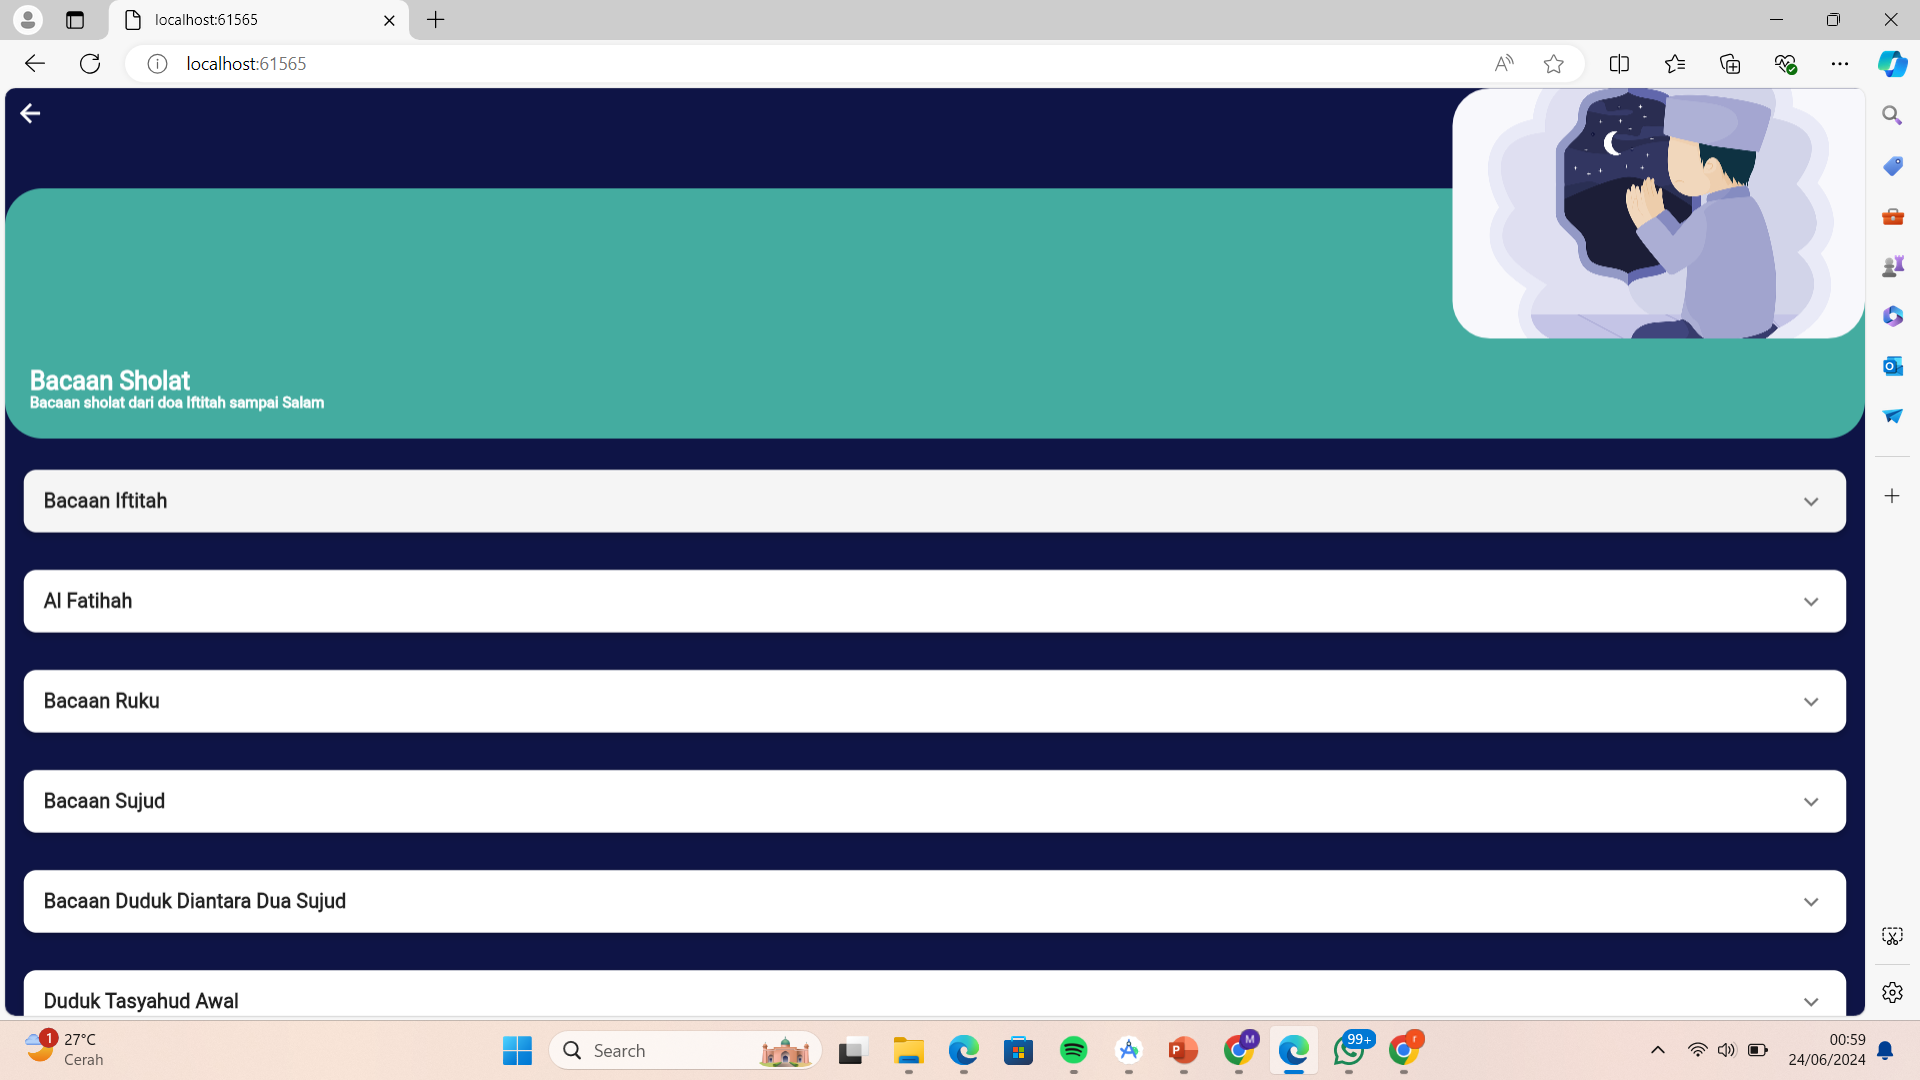 localhost:61565
localhost:61565
Bacaan Sholat
Bacaan sholat dari doa Iftitah sampai Salam
Bacaan Iftitah
Al Fatihah
Bacaan Ruku
Bacaan Sujud
Bacaan Duduk Diantara Dua Sujud
Duduk Tasyahud Awal
1
27°C
Cerah
Search
M
99+
r
00:59
24/06/2024